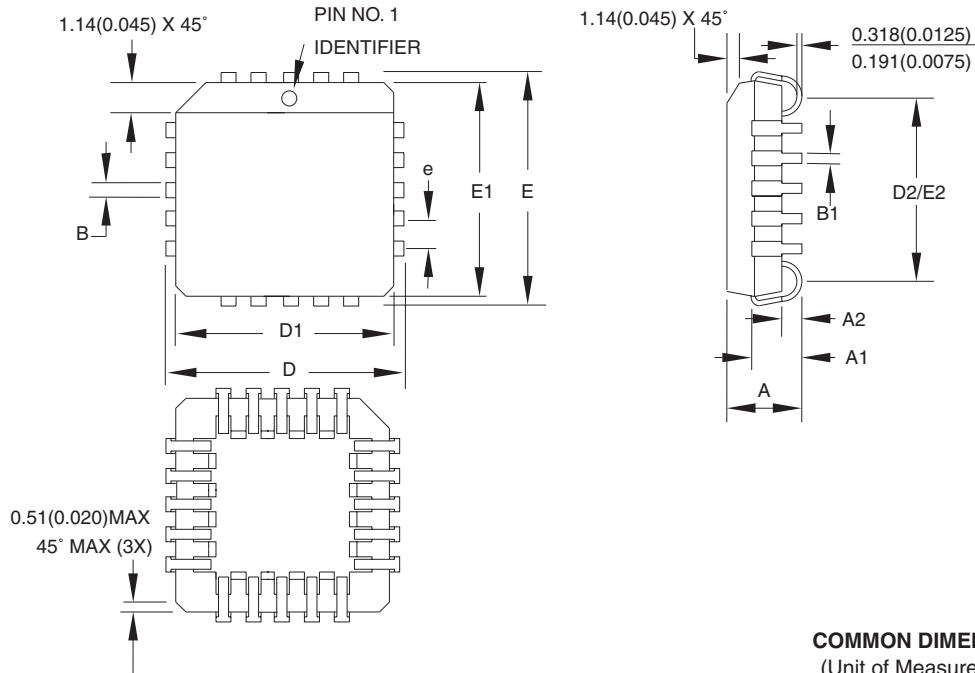 1.14(0.045) X 45˚
PIN NO. 1
IDENTIFIER
1.14(0.045) X 45˚
0.318(0.0125)
0.191(0.0075)
e
E1
E
B
D2/E2
B1
D1
D
A2
A1
A
0.51(0.020)MAX
45˚ MAX (3X)
COMMON
(Unit of Measure